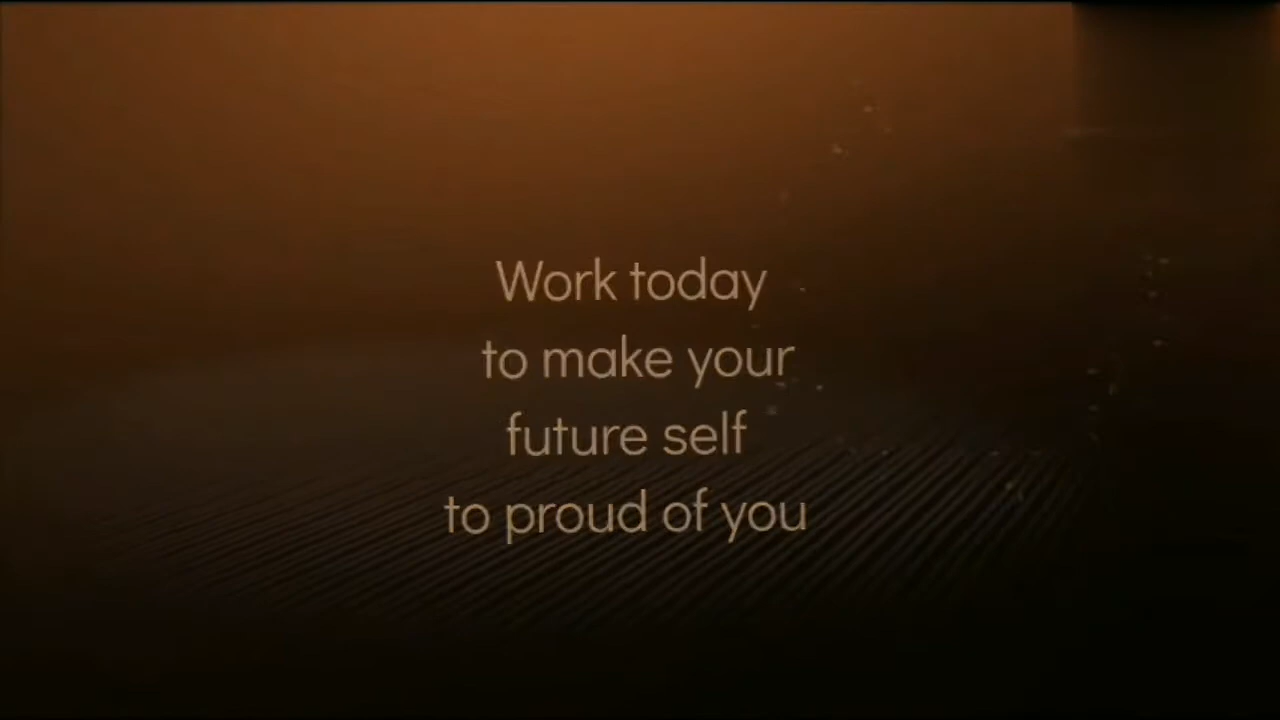 Work today
to make your
future self
to proud of you